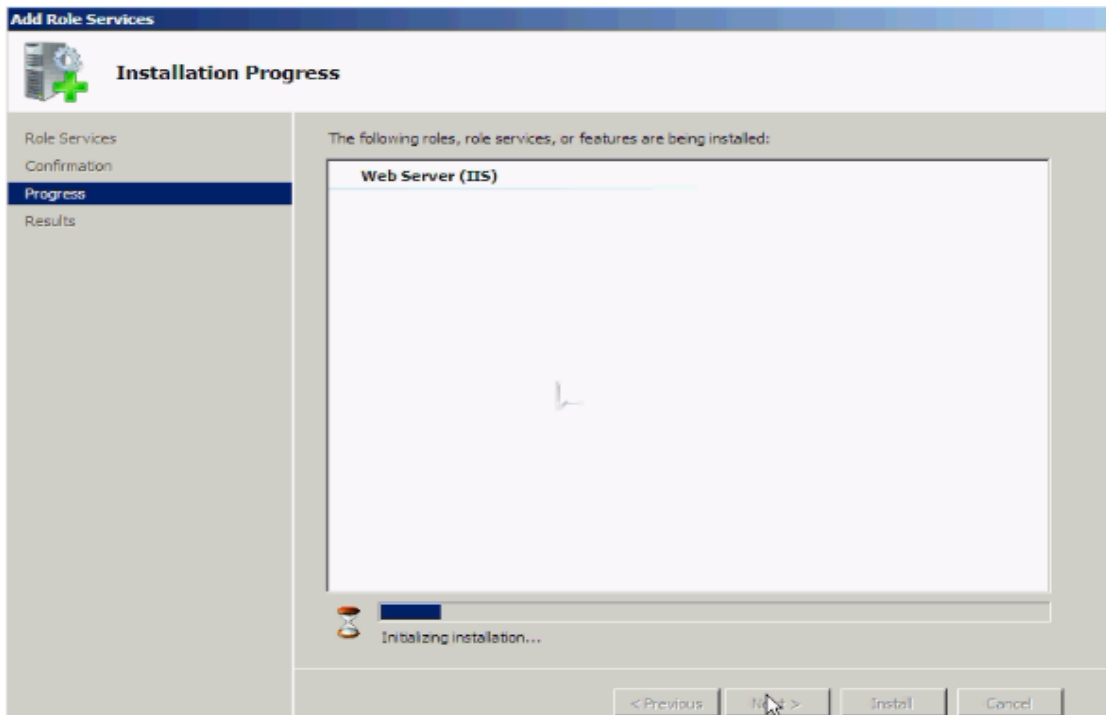 Add Role Services
Installation Progress
Role Services
Confirmation
Progress
Results
The following roles, role services, or features are being installed:
Web Server (IIS)
Initializing installation...
< Previous
Next >
Install
Cancel